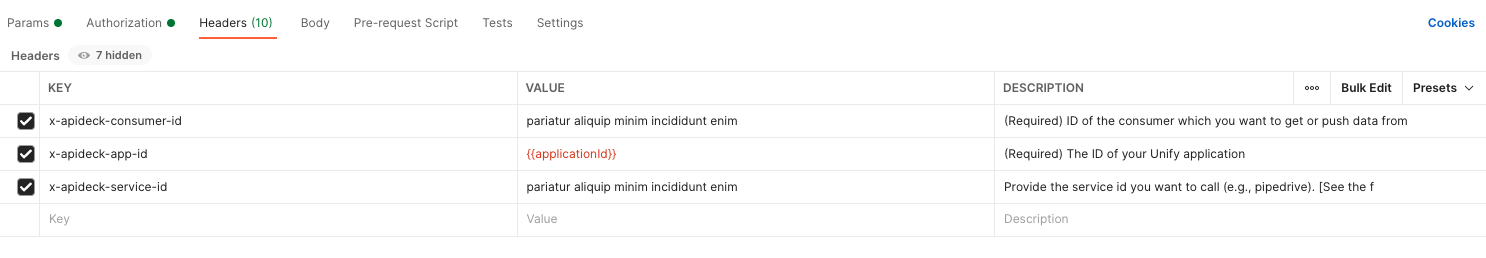 Params Authorization Headers (10) Body Pre-request Script Tests Settings Cookies
Headers 7 hidden
KEY VALUE DESCRIPTION Bulk Edit Presets
x-apideck-consumer-id pariatur aliquip minim incididunt enim (Required) ID of the consumer which you want to get or push data from
x-apideck-app-id {{applicationId}} (Required) The ID of your Unify application
x-apideck-service-id pariatur aliquip minim incididunt enim Provide the service id you want to call (e.g., pipedrive). [See the f
Key Value Description